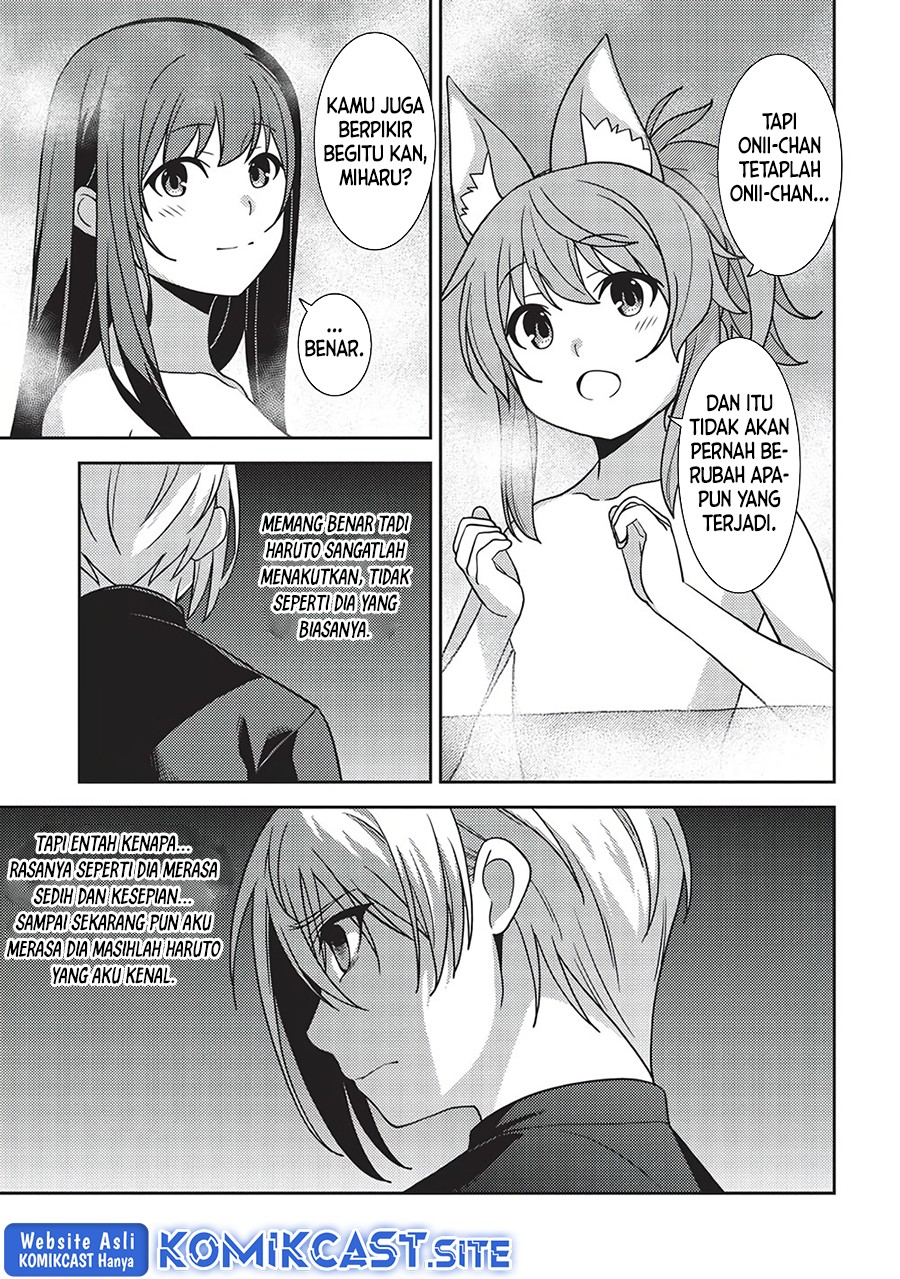 TAPI
ONII-CHAN
TETAPLAH
ONII-CHAN...
DAN ITU
TIDAK AKAN
PERNAH BE-
RUBAH APA-
PUN YANG
TERJADI.
KAMU JUGA
BERPIKIR
BEGITU KAN,
MIHARU?
...
BENAR.
MEMANG BENAR TADI
HARUTO SANGATLAH
MENAKUTKAN, TIDAK
SEPERTI DIA YANG
BIASANYA.
TAPI ENTAH KENAPA...
RASANYA SEPERTI DIA MERASA
SEDIH DAN KESEPIAN...
SAMPAI SEKARANG PUN AKU
MERASA DIA MASIHLAH HARUTO
YANG AKU KENAL.
Website Asli
KOMIKCAST Hanya
KOMIKCAST.SITE